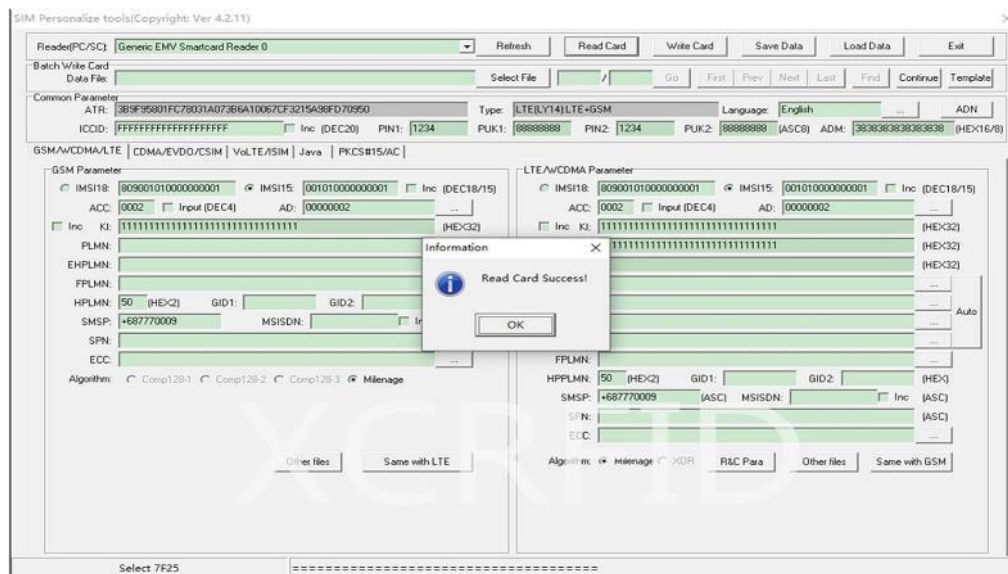 SIM Personalize tools(Copyright: Ver 4.2.11)
Reader(PC/SC): Generic EMV Smartcard Reader 0 Refresh Read Card Write Card Save Data Load Data Exit
Batch Write Card
Data File: Select File / Go First Prev Next Last Find Continue Template
Common Parameter
ATR: 3B9F95801FC78031A073B6A10067CF3215A98FD70950 Type: LTE(LY14):LTE+GSM Language: English ... ADN
ICCID: FFFFFFFFFFFFFFFFFFFF Inc (DEC20) PIN1: 1234 PUK1: 88888888 PIN2: 1234 PUK2: 88888888 (ASC8) ADM: 3838383838383838 (HEX16/8)
GSM/WCDMA/LTE CDMA/EVDO/CSIM VoLTE/ISIM Java PKCS#15/AC
GSM Parameter
IMSI18: 809001010000000001 IMSI15: 001010000000001 Inc (DEC18/15)
ACC: 0002 Input (DEC4) AD: 00000002 ...
Inc KI: 11111111111111111111111111111111 (HEX32)
PLMN:
EHPLMN:
FPLMN:
HPLMN: 50 (HEX2) GID1: GID2:
SMSP: +687770009 MSISDN:
SPN:
ECC: ...
Algorithm: Comp128-1 Comp128-2 Comp128-3 Milenage
Other files Same with LTE
LTE/WCDMA Parameter
IMSI18: 809001010000000001 IMSI15: 001010000000001 Inc (DEC18/15)
ACC: 0002 Input (DEC4) AD: 00000002 ...
Inc KI: 11111111111111111111111111111111 (HEX32)
(HEX32)
(HEX32)
...
... Auto
...
...
FPLMN: ...
HPPLMN: 50 (HEX2) GID1: GID2: (HEX)
SMSP: +687770009 (ASC) MSISDN: Inc (ASC)
SPN: (ASC)
ECC: ...
Algorithm: Milenage XOR R&C Para Other files Same with GSM
Information
Read Card Success!
OK
XCRFID
Select 7F25 =====================================